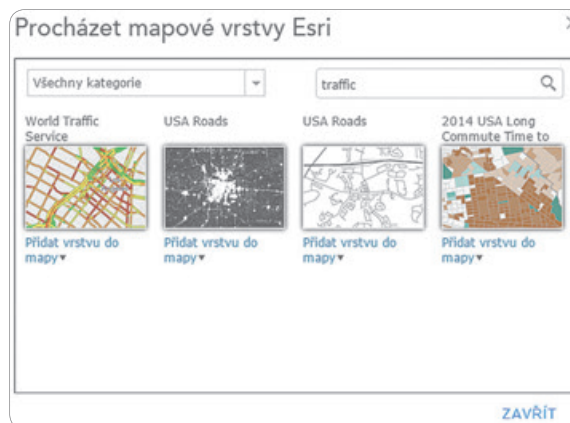 Procházet mapové vrstvy Esri
Všechny kategorie
traffic
World Traffic
Service
Přidat vrstvu do
mapy
USA Roads
Přidat vrstvu do
mapy
USA Roads
Přidat vrstvu do
mapy
2014 USA Long
Commute Time to
Přidat vrstvu do
mapy
ZAVŘÍT